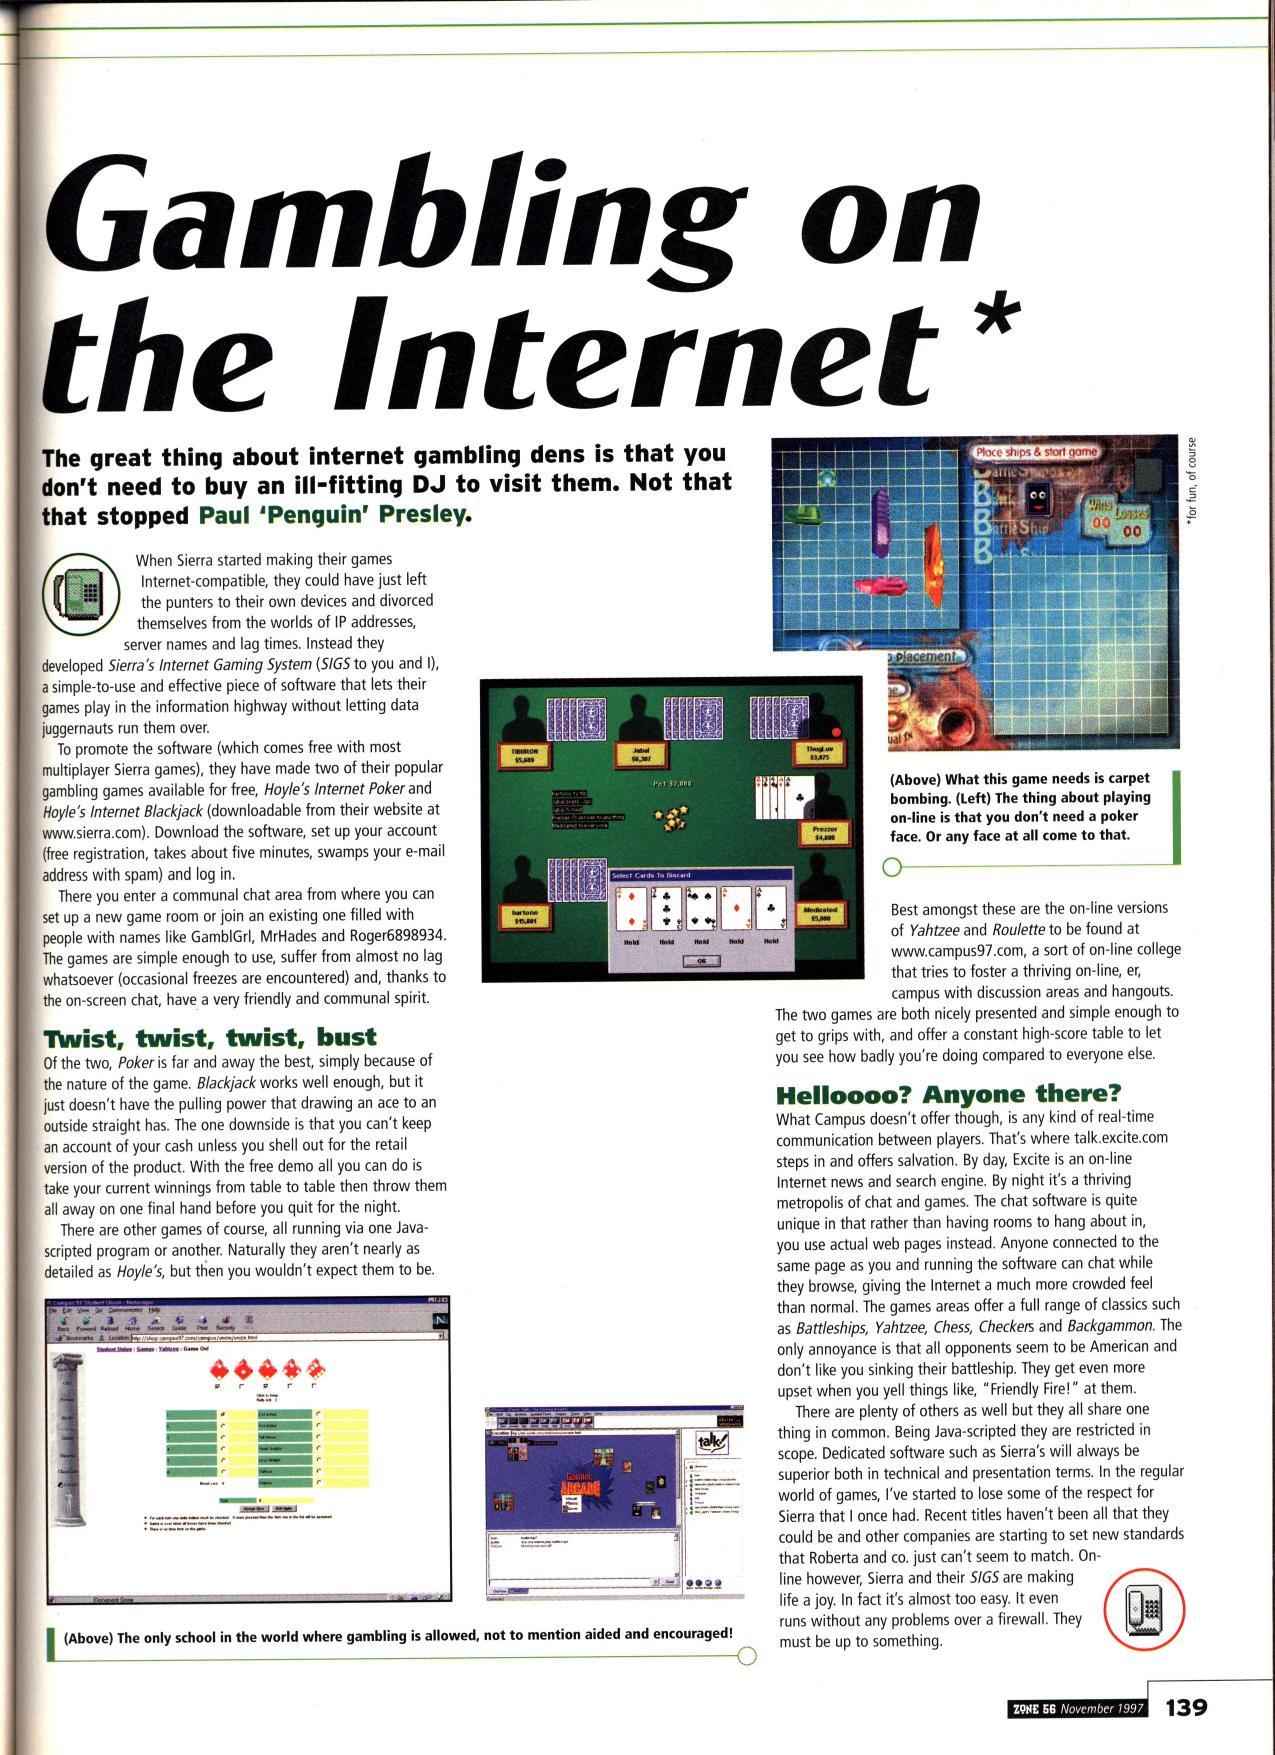 Gambling on
the Internet*
*for fun, of course
The great thing about internet gambling dens is that you
don't need to buy an ill-fitting DJ to visit them. Not that
that stopped Paul 'Penguin' Presley.
When Sierra started making their games
Internet-compatible, they could have just left
the punters to their own devices and divorced
themselves from the worlds of IP addresses,
server names and lag times. Instead they
developed Sierra's Internet Gaming System (SIGS to you and I),
a simple-to-use and effective piece of software that lets their
games play in the information highway without letting data
juggernauts run them over.
To promote the software (which comes free with most
multiplayer Sierra games), they have made two of their popular
gambling games available for free, Hoyle's Internet Poker and
Hoyle's Internet Blackjack (downloadable from their website at
www.sierra.com). Download the software, set up your account
(free registration, takes about five minutes, swamps your e-mail
address with spam) and log in.
There you enter a communal chat area from where you can
set up a new game room or join an existing one filled with
people with names like GamblGrl, MrHades and Roger6898934.
The games are simple enough to use, suffer from almost no lag
whatsoever (occasional freezes are encountered) and, thanks to
the on-screen chat, have a very friendly and communal spirit.
Twist, twist, twist, bust
Of the two, Poker is far and away the best, simply because of
the nature of the game. Blackjack works well enough, but it
just doesn't have the pulling power that drawing an ace to an
outside straight has. The one downside is that you can't keep
an account of your cash unless you shell out for the retail
version of the product. With the free demo all you can do is
take your current winnings from table to table then throw them
all away on one final hand before you quit for the night.
There are other games of course, all running via one Java-
scripted program or another. Naturally they aren't nearly as
detailed as Hoyle's, but then you wouldn't expect them to be.
Place ships & start game
Wins
Losses
00
00
Placement
TIBURON
$5,689
Jabal
$6,307
ThugLuv
$3,875
Pot $2,000
Prezzer
$4,800
hartono
$15,881
Medicated
$5,000
Select Cards To Discard
Hold Hold Hold Hold Hold
OK
(Above) What this game needs is carpet
bombing. (Left) The thing about playing
on-line is that you don't need a poker
face. Or any face at all come to that.
Best amongst these are the on-line versions
of Yahtzee and Roulette to be found at
www.campus97.com, a sort of on-line college
that tries to foster a thriving on-line, er,
campus with discussion areas and hangouts.
The two games are both nicely presented and simple enough to
get to grips with, and offer a constant high-score table to let
you see how badly you're doing compared to everyone else.
Helloooo? Anyone there?
What Campus doesn't offer though, is any kind of real-time
communication between players. That's where talk.excite.com
steps in and offers salvation. By day, Excite is an on-line
Internet news and search engine. By night it's a thriving
metropolis of chat and games. The chat software is quite
unique in that rather than having rooms to hang about in,
you use actual web pages instead. Anyone connected to the
same page as you and running the software can chat while
they browse, giving the Internet a much more crowded feel
than normal. The games areas offer a full range of classics such
as Battleships, Yahtzee, Chess, Checkers and Backgammon. The
only annoyance is that all opponents seem to be American and
don't like you sinking their battleship. They get even more
upset when you yell things like, "Friendly Fire!" at them.
There are plenty of others as well but they all share one
thing in common. Being Java-scripted they are restricted in
scope. Dedicated software such as Sierra's will always be
superior both in technical and presentation terms. In the regular
world of games, I've started to lose some of the respect for
Sierra that I once had. Recent titles haven't been all that they
could be and other companies are starting to set new standards
that Roberta and co. just can't seem to match. On-
line however, Sierra and their SIGS are making
life a joy. In fact it's almost too easy. It even
runs without any problems over a firewall. They
must be up to something.
Student Union : Games : Yahtzee : Game On!
Document Done
Gaming
ARCADE
talk!
(Above) The only school in the world where gambling is allowed, not to mention aided and encouraged!
ZONE 56 November 1997 139